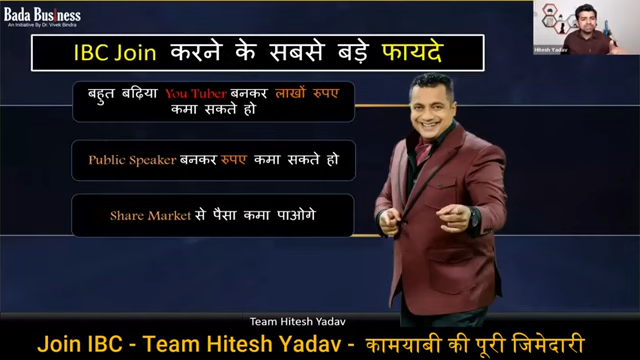 Bada Business
An Initiative By Dr. Vivek Bindra
IBC Join करने के सबसे बड़े फायदे
Hitesh Yadav
बहुत बढ़िया You Tuber बनकर लाखों रुपए
कमा सकते हो
Public Speaker बनकर रुपए कमा सकते हो
Share Market से पैसा कमा पाओगे
Team Hitesh Yadav
Join IBC - Team Hitesh Yadav - कामयाबी की पूरी जिमेदारी